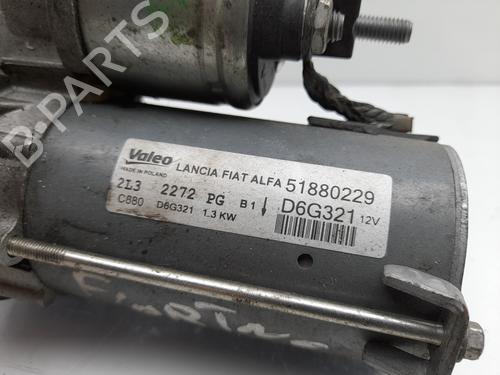 Valeo
MADE IN POLAND
LANCIA FIAT ALFA 51880229
2L3 2272 PG B1 D6G321 12V
C880 D6G321 1.3 KW
B-PARTS